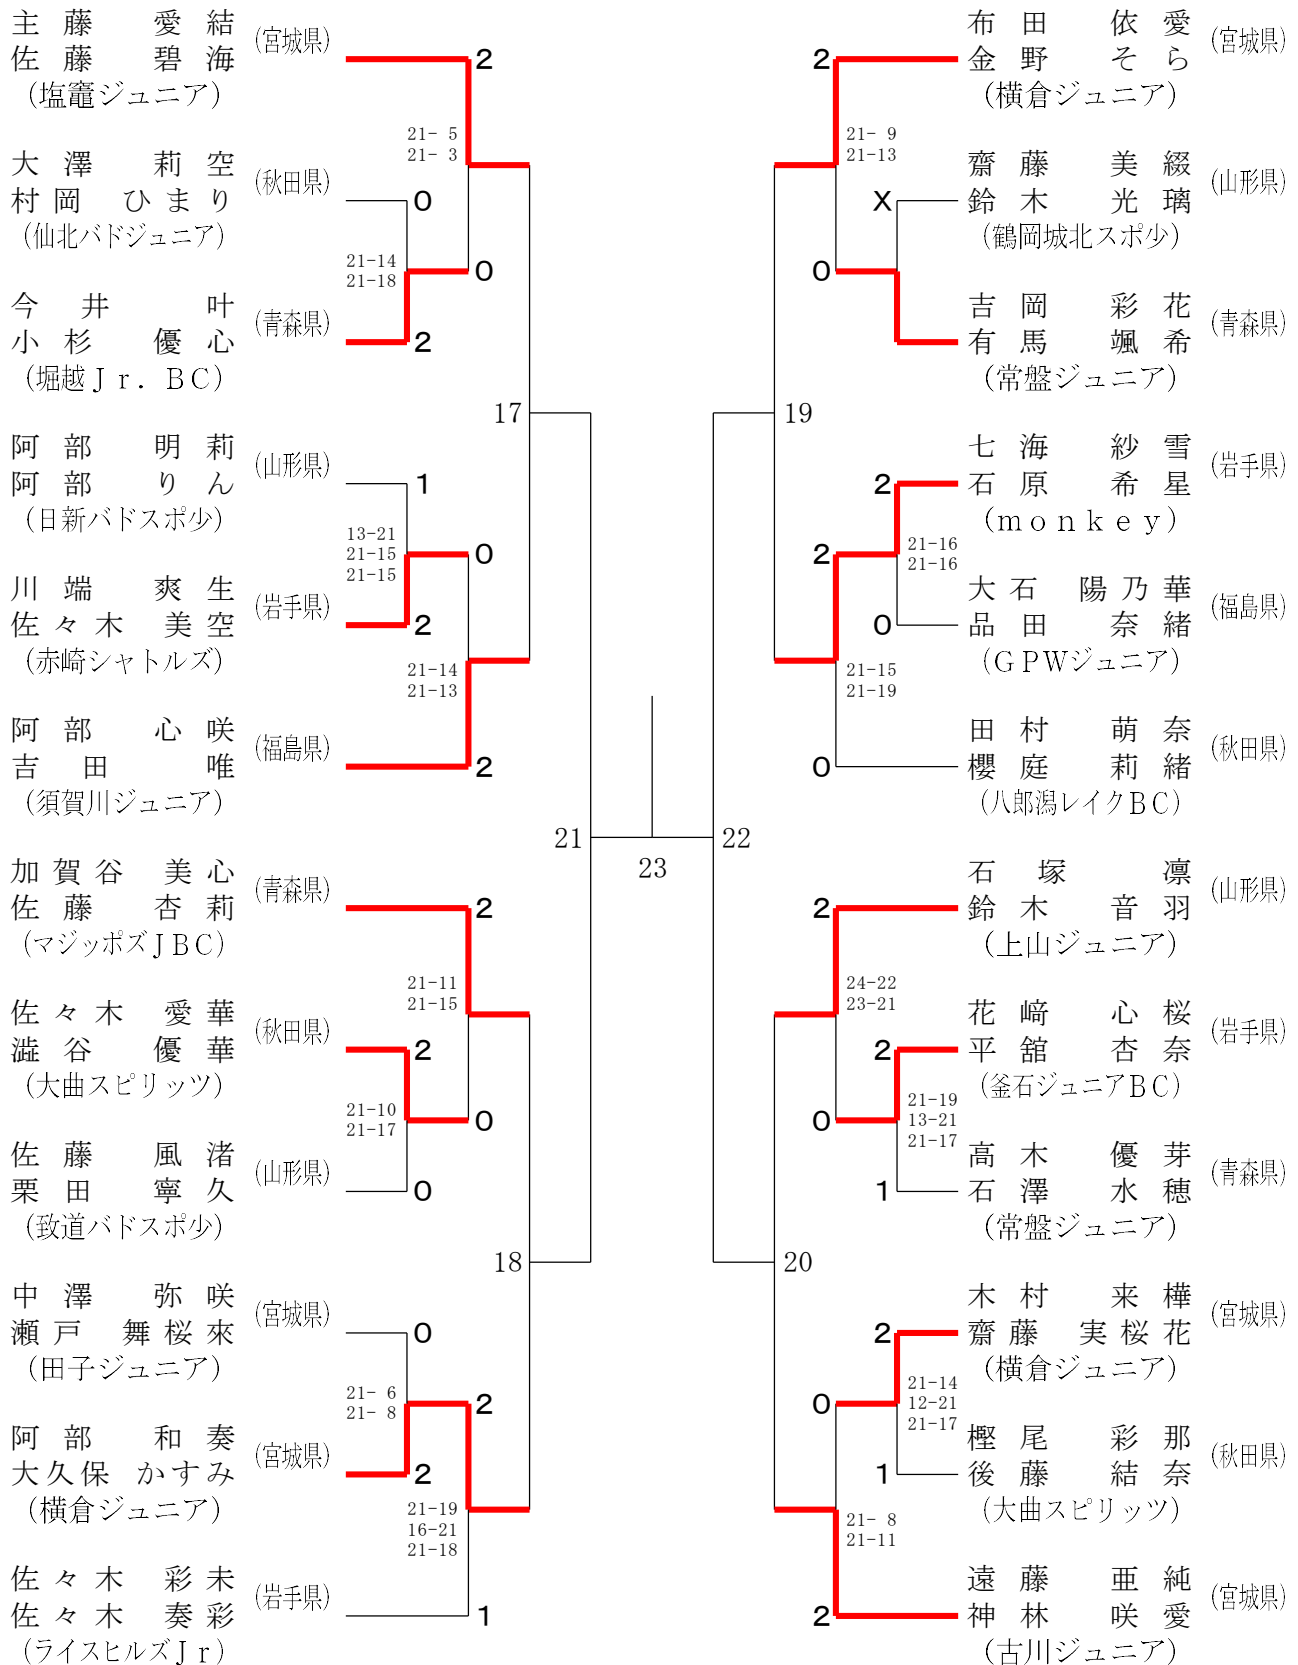 主藤 愛結
佐藤 碧海
(宮城県)
(塩竈ジュニア)
2
21- 5
21- 3
大澤 莉空
村岡 ひまり
(秋田県)
(仙北バドジュニア)
0
21-14
21-18
0
今井 叶
小杉 優心
(青森県)
(堀越Ｊｒ．ＢＣ)
2
17
阿部 明莉
阿部 りん
(山形県)
(日新バドスポ少)
1
13-21
21-15
21-15
0
川端 爽生
佐々木 美空
(岩手県)
(赤崎シャトルズ)
2
21-14
21-13
阿部 心咲
吉田 唯
(福島県)
(須賀川ジュニア)
2
21
加賀谷 美心
佐藤 杏莉
(青森県)
(マジッポズＪＢＣ)
2
21-11
21-15
佐々木 愛華
澁谷 優華
(秋田県)
(大曲スピリッツ)
2
21-10
21-17
0
佐藤 風渚
栗田 寧久
(山形県)
(致道バドスポ少)
0
18
中澤 弥咲
瀬戸 舞桜來
(宮城県)
(田子ジュニア)
0
21- 6
21- 8
2
阿部 和奏
大久保 かすみ
(宮城県)
(横倉ジュニア)
2
21-19
16-21
21-18
佐々木 彩未
佐々木 奏彩
(岩手県)
(ライスヒルズＪｒ)
1
23
布田 依愛
金野 そら
(宮城県)
(横倉ジュニア)
2
21- 9
21-13
齋藤 美綴
鈴木 光璃
(山形県)
(鶴岡城北スポ少)
X
0
吉岡 彩花
有馬 颯希
(青森県)
(常盤ジュニア)
19
七海 紗雪
石原 希星
(岩手県)
(ｍｏｎｋｅｙ)
2
21-16
21-16
2
大石 陽乃華
品田 奈緒
(福島県)
(ＧＰＷジュニア)
0
21-15
21-19
田村 萌奈
櫻庭 莉緒
(秋田県)
(八郎潟レイクＢＣ)
0
22
石塚 凛
鈴木 音羽
(山形県)
(上山ジュニア)
2
24-22
23-21
花﨑 心桜
平舘 杏奈
(岩手県)
(釜石ジュニアＢＣ)
2
21-19
13-21
21-17
0
高木 優芽
石澤 水穂
(青森県)
(常盤ジュニア)
1
20
木村 来樺
齋藤 実桜花
(宮城県)
(横倉ジュニア)
2
21-14
12-21
21-17
0
樫尾 彩那
後藤 結奈
(秋田県)
(大曲スピリッツ)
1
21- 8
21-11
遠藤 亜純
神林 咲愛
(宮城県)
(古川ジュニア)
2